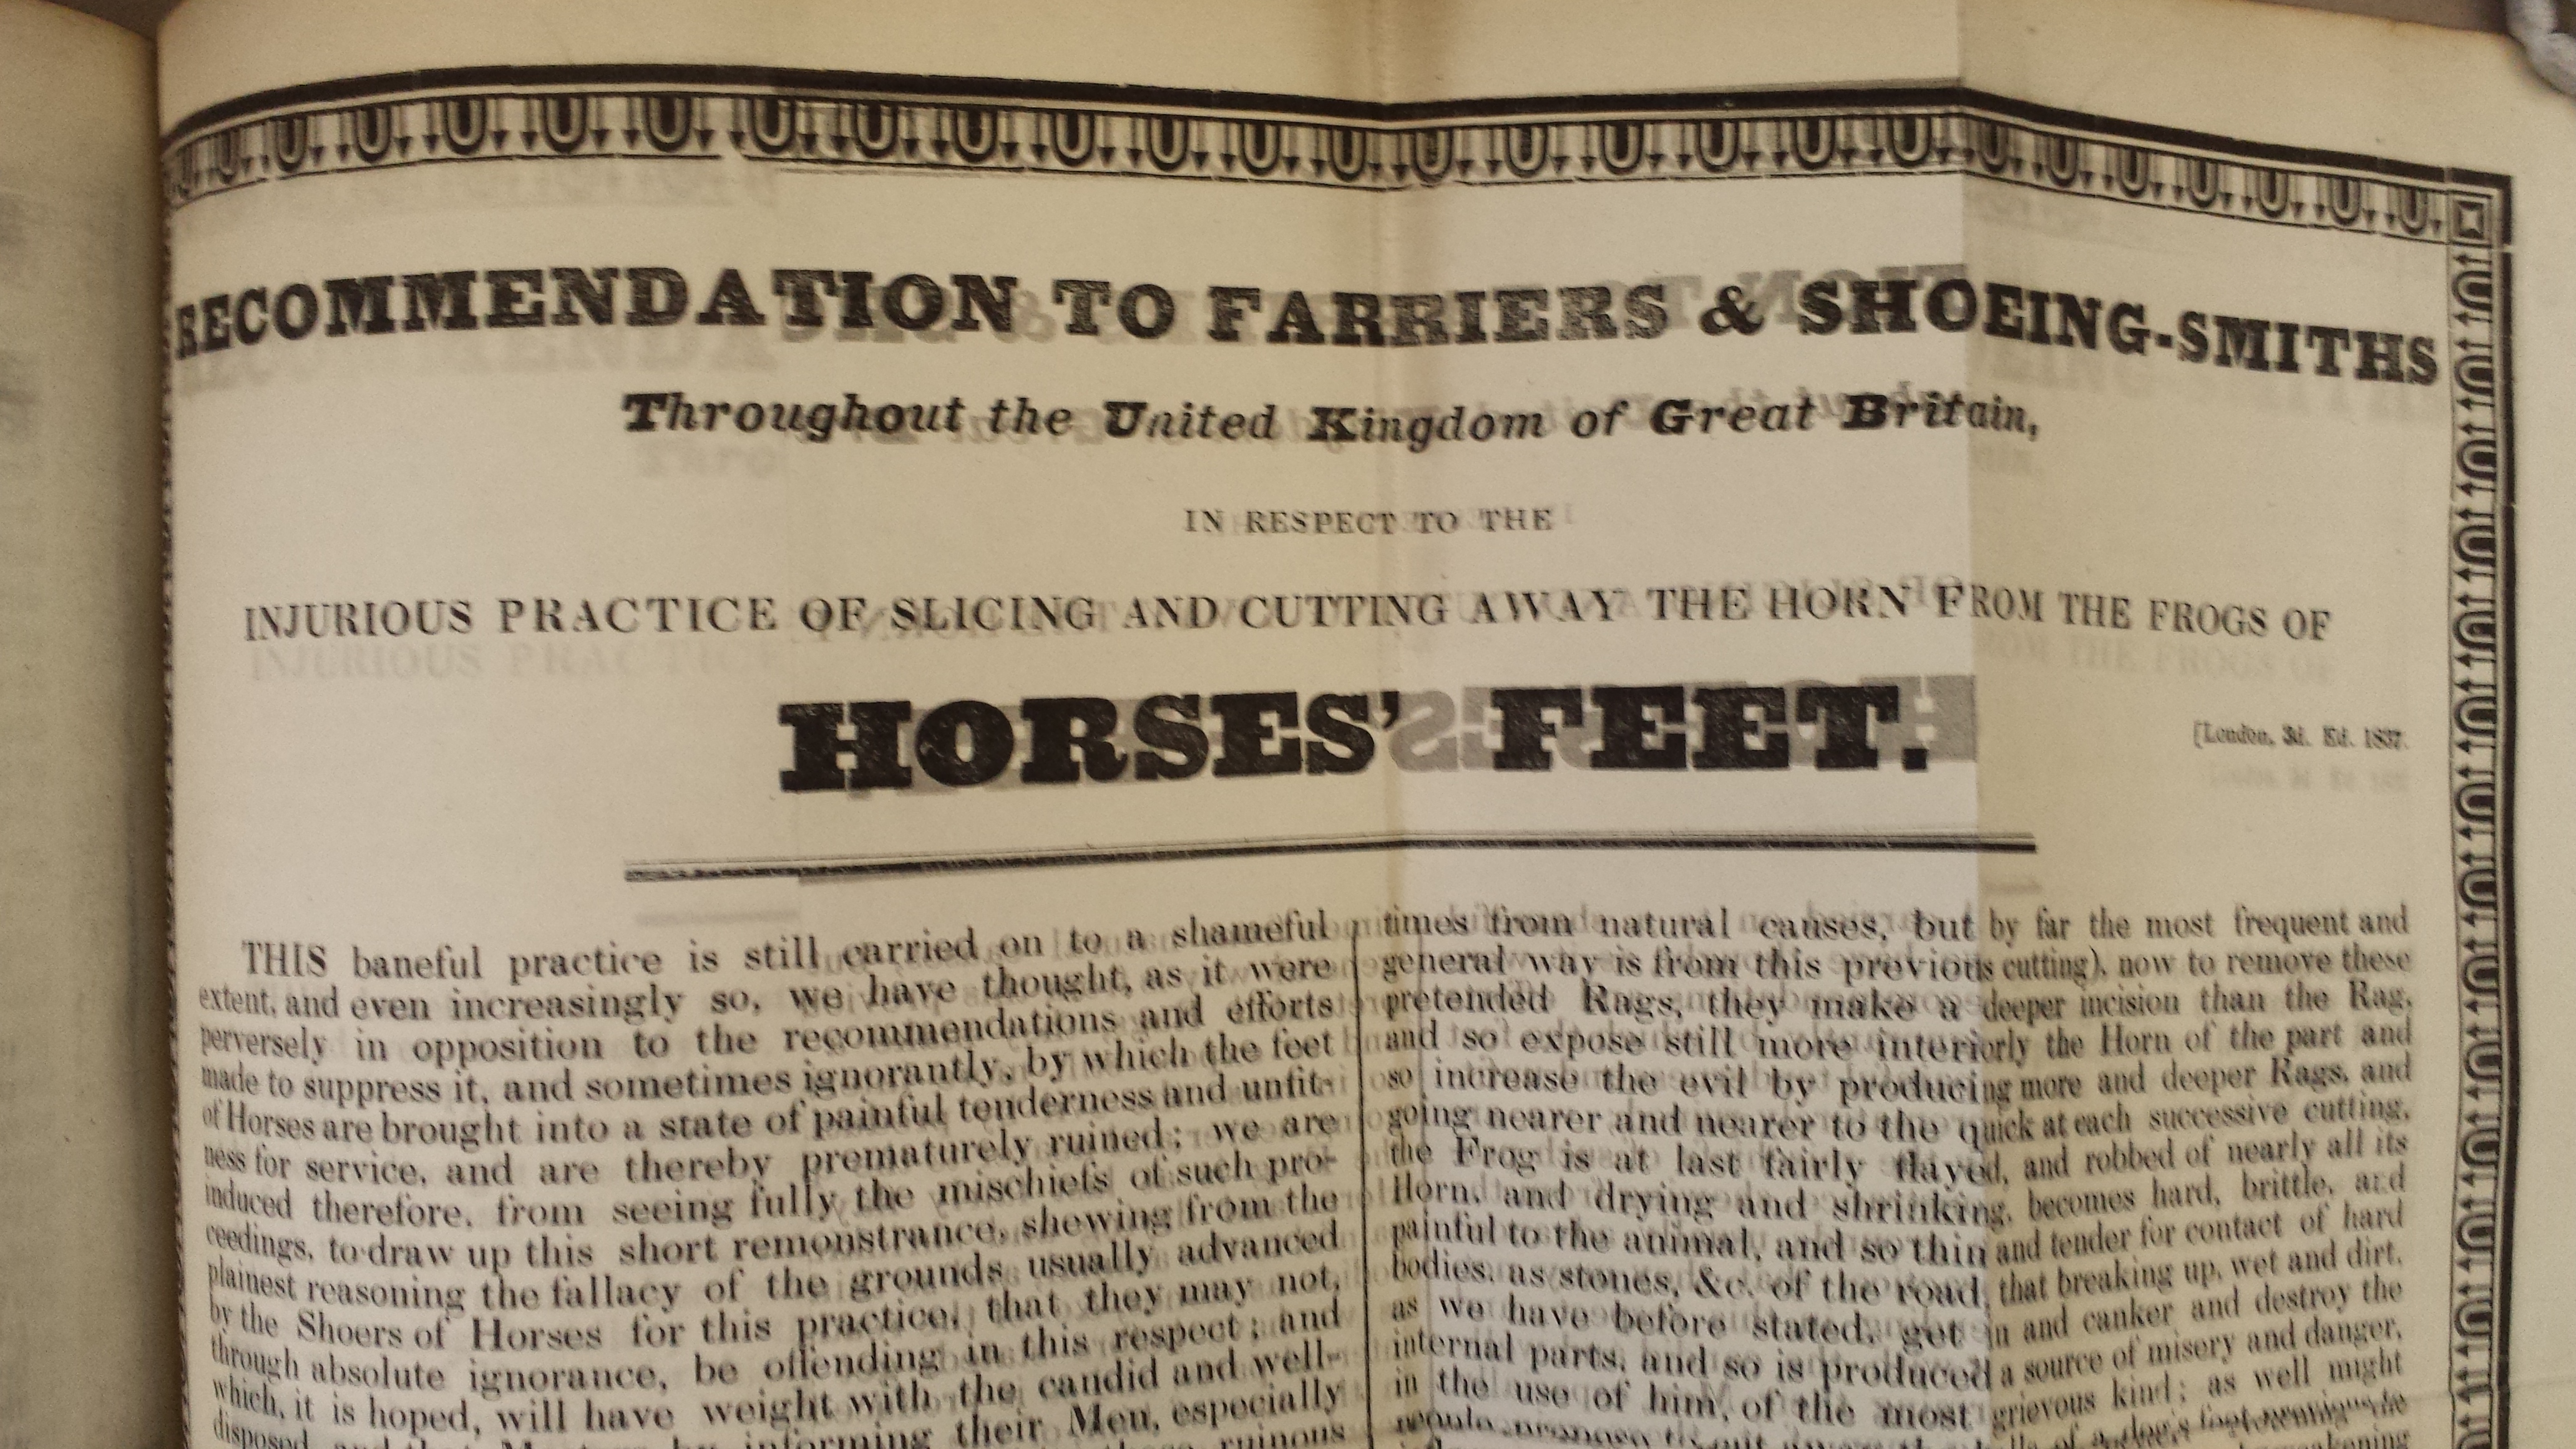 RECOMMENDATION TO FARRIERS & SHOEING-SMITHS
Throughout the United Kingdom of Great Britain,
IN RESPECT TO THE
INJURIOUS PRACTICE OF SLICING AND CUTTING AWAY THE HORN FROM THE FROGS OF
HORSES' FEET.
[London, 3d. Ed. 1837.
THIS baneful practice is still carried on to a shameful
extent, and even increasingly so, we have thought, as it were
perversely in opposition to the recommendations and efforts
made to suppress it, and sometimes ignorantly, by which the feet
of Horses are brought into a state of painful tenderness and unfit-
ness for service, and are thereby prematurely ruined; we are
induced therefore, from seeing fully the mischiefs of such pro-
ceedings, to draw up this short remonstrance, shewing from the
plainest reasoning the fallacy of the grounds usually advanced
by the Shoers of Horses for this practice, that they may not,
through absolute ignorance, be offending in this respect; and
which, it is hoped, will have weight with the candid and well-
disposed, and that by informing their Men, especially
ruinous
times from natural causes, but by far the most frequent and
general way is from this previous cutting), now to remove these
pretended Rags, they make a deeper incision than the Rag,
and so expose still more interiorly the Horn of the part and
so increase the evil by producing more and deeper Rags, and
going nearer and nearer to the quick at each successive cutting,
the Frog is at last fairly flayed, and robbed of nearly all its
Horn, and drying and shrinking, becomes hard, brittle, and
painful to the animal, and so thin and tender for contact of hard
bodies, as stones, &c. of the road, that breaking up, wet and dirt,
as we have before stated, get in and canker and destroy the
internal parts, and so is produced a source of misery and danger,
in the use of him, of the most grievous kind; as well might